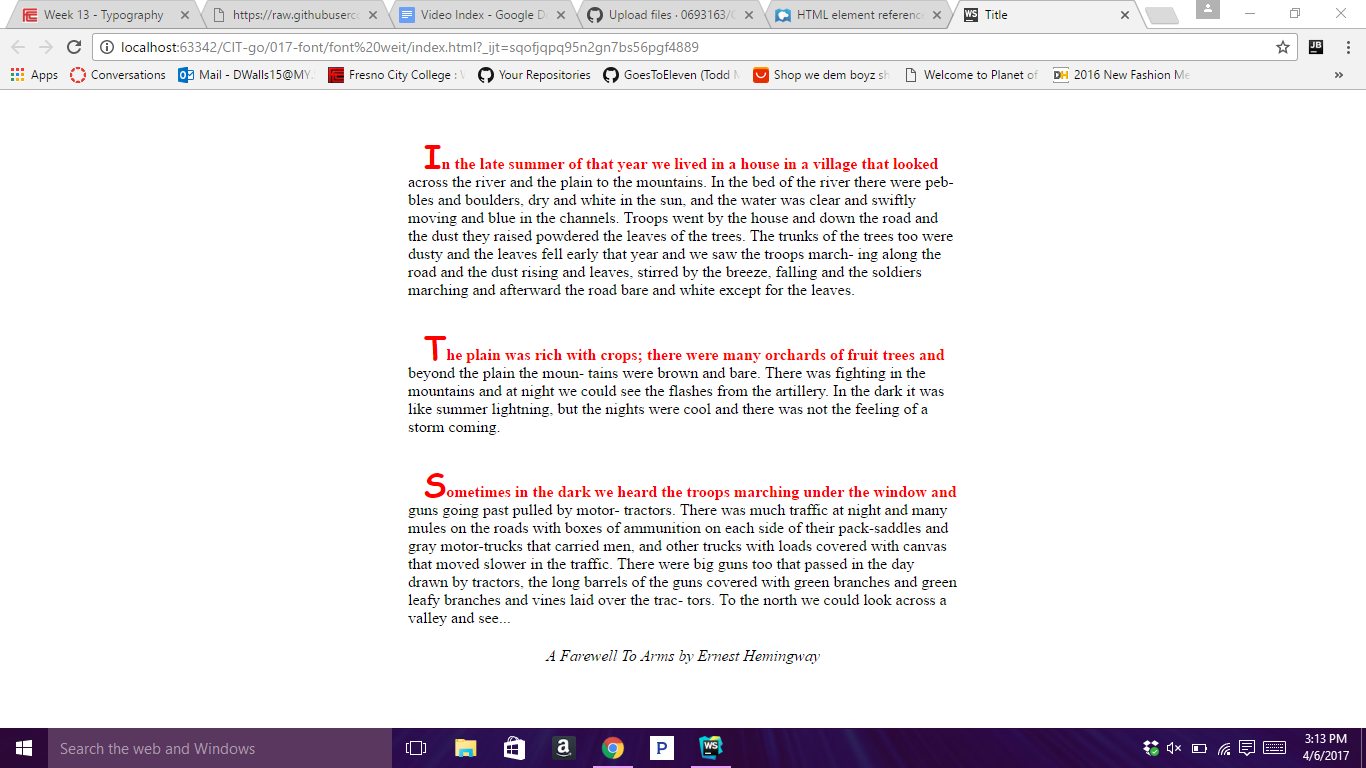 Week 13 - Typography
https://raw.githubuserc
Video Index - Google D
Upload files · 0693163/C
HTML element reference
Title
localhost:63342/CIT-go/017-font/font%20weit/index.html?_ijt=sqofjqpq95n2gn7bs56pgf4889
Apps
Conversations
Mail - DWalls15@MY.
Fresno City College : W
Your Repositories
GoesToEleven (Todd M
Shop we dem boyz sh
Welcome to Planet of
2016 New Fashion Me
»
In the late summer of that year we lived in a house in a village that looked
across the river and the plain to the mountains. In the bed of the river there were peb-
bles and boulders, dry and white in the sun, and the water was clear and swiftly
moving and blue in the channels. Troops went by the house and down the road and
the dust they raised powdered the leaves of the trees. The trunks of the trees too were
dusty and the leaves fell early that year and we saw the troops march- ing along the
road and the dust rising and leaves, stirred by the breeze, falling and the soldiers
marching and afterward the road bare and white except for the leaves.
The plain was rich with crops; there were many orchards of fruit trees and
beyond the plain the moun- tains were brown and bare. There was fighting in the
mountains and at night we could see the flashes from the artillery. In the dark it was
like summer lightning, but the nights were cool and there was not the feeling of a
storm coming.
Sometimes in the dark we heard the troops marching under the window and
guns going past pulled by motor- tractors. There was much traffic at night and many
mules on the roads with boxes of ammunition on each side of their pack-saddles and
gray motor-trucks that carried men, and other trucks with loads covered with canvas
that moved slower in the traffic. There were big guns too that passed in the day
drawn by tractors, the long barrels of the guns covered with green branches and green
leafy branches and vines laid over the trac- tors. To the north we could look across a
valley and see...
A Farewell To Arms by Ernest Hemingway
Search the web and Windows
3:13 PM
4/6/2017